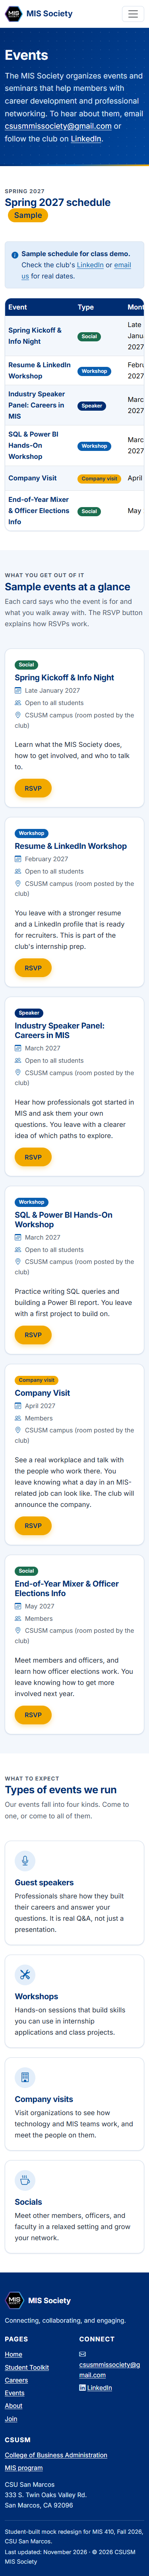 MIS MIS Society
Events
The MIS Society organizes events and
seminars that help members with
career development and professional
networking. To hear about them, email
csusmmissociety@gmail.com or
follow the club on LinkedIn.
SPRING 2027
Spring 2027 schedule
Sample
Sample schedule for class demo.
Check the club's LinkedIn or email
us for real dates.
Event Type Mont
Spring Kickoff & Info Night Social Late Janua 2027
Resume & LinkedIn Workshop Workshop Febru 2027
Industry Speaker Panel: Careers in MIS Speaker Marc 2027
SQL & Power BI Hands-On Workshop Workshop Marc 2027
Company Visit Company visit April
End-of-Year Mixer & Officer Elections Info Social May
WHAT YOU GET OUT OF IT
Sample events at a glance
Each card says who the event is for and
what you walk away with. The RSVP button
explains how RSVPs work.
Social
Spring Kickoff & Info Night
Late January 2027
Open to all students
CSUSM campus (room posted by the
club)
Learn what the MIS Society does,
how to get involved, and who to talk
to.
RSVP
Workshop
Resume & LinkedIn Workshop
February 2027
Open to all students
CSUSM campus (room posted by the
club)
You leave with a stronger resume
and a LinkedIn profile that is ready
for recruiters. This is part of the
club's internship prep.
RSVP
Speaker
Industry Speaker Panel:
Careers in MIS
March 2027
Open to all students
CSUSM campus (room posted by the
club)
Hear how professionals got started in
MIS and ask them your own
questions. You leave with a clearer
idea of which paths to explore.
RSVP
Workshop
SQL & Power BI Hands-On
Workshop
March 2027
Open to all students
CSUSM campus (room posted by the
club)
Practice writing SQL queries and
building a Power BI report. You leave
with a first project to build on.
RSVP
Company visit
Company Visit
April 2027
Members
CSUSM campus (room posted by the
club)
See a real workplace and talk with
the people who work there. You
leave knowing what a day in an MIS-
related job can look like. The club will
announce the company.
RSVP
Social
End-of-Year Mixer & Officer
Elections Info
May 2027
Members
CSUSM campus (room posted by the
club)
Meet members and officers, and
learn how officer elections work. You
leave knowing how to get more
involved next year.
RSVP
WHAT TO EXPECT
Types of events we run
Our events fall into four kinds. Come to
one, or come to all of them.
Guest speakers
Professionals share how they built
their careers and answer your
questions. It is real Q&A, not just a
presentation.
Workshops
Hands-on sessions that build skills
you can use in internship
applications and class projects.
Company visits
Visit organizations to see how
technology and MIS teams work, and
meet the people on them.
Socials
Meet other members, officers, and
faculty in a relaxed setting and grow
your network.
MIS MIS Society
Connecting, collaborating, and engaging.
PAGES
Home
Student Toolkit
Careers
Events
About
Join
CONNECT
csusmmissociety@g
mail.com
LinkedIn
CSUSM
College of Business Administration
MIS program
CSU San Marcos
333 S. Twin Oaks Valley Rd.
San Marcos, CA 92096
Student-built mock redesign for MIS 410, Fall 2026,
CSU San Marcos.
Last updated: November 2026 · © 2026 CSUSM
MIS Society